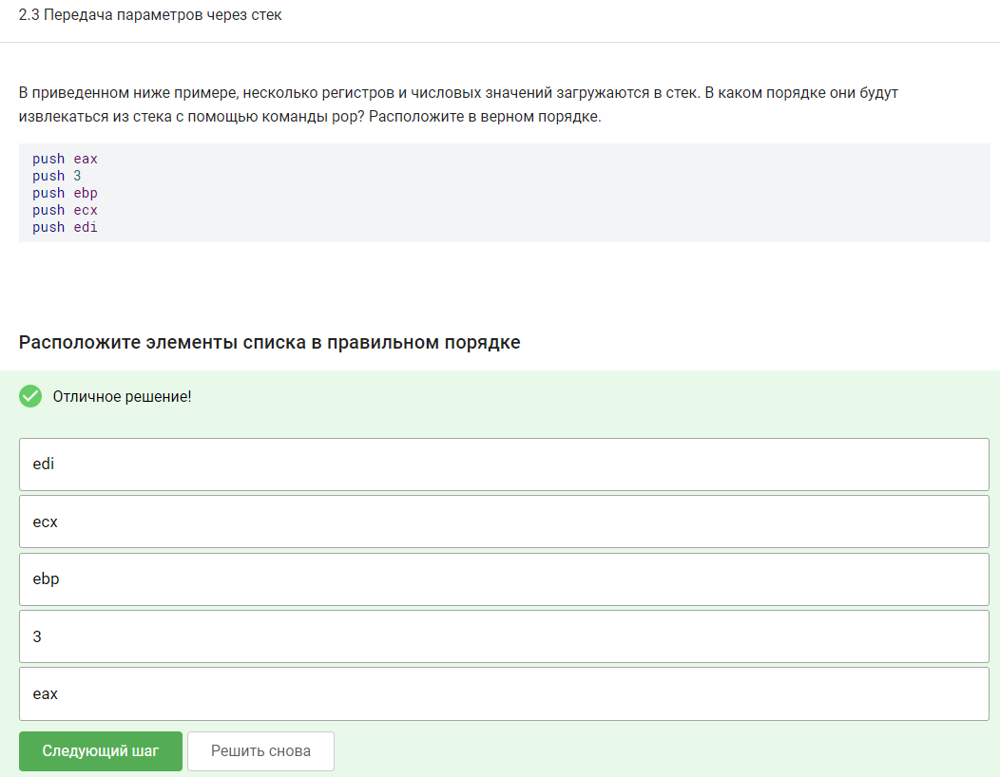 2.3 Передача параметров через стек
В приведенном ниже примере, несколько регистров и числовых значений загружаются в стек. В каком порядке они будут
извлекаться из стека с помощью команды pop? Расположите в верном порядке.
push eax
push 3
push ebp
push ecx
push edi
Расположите элементы списка в правильном порядке
Отличное решение!
edi
ecx
ebp
3
eax
Следующий шаг Решить снова